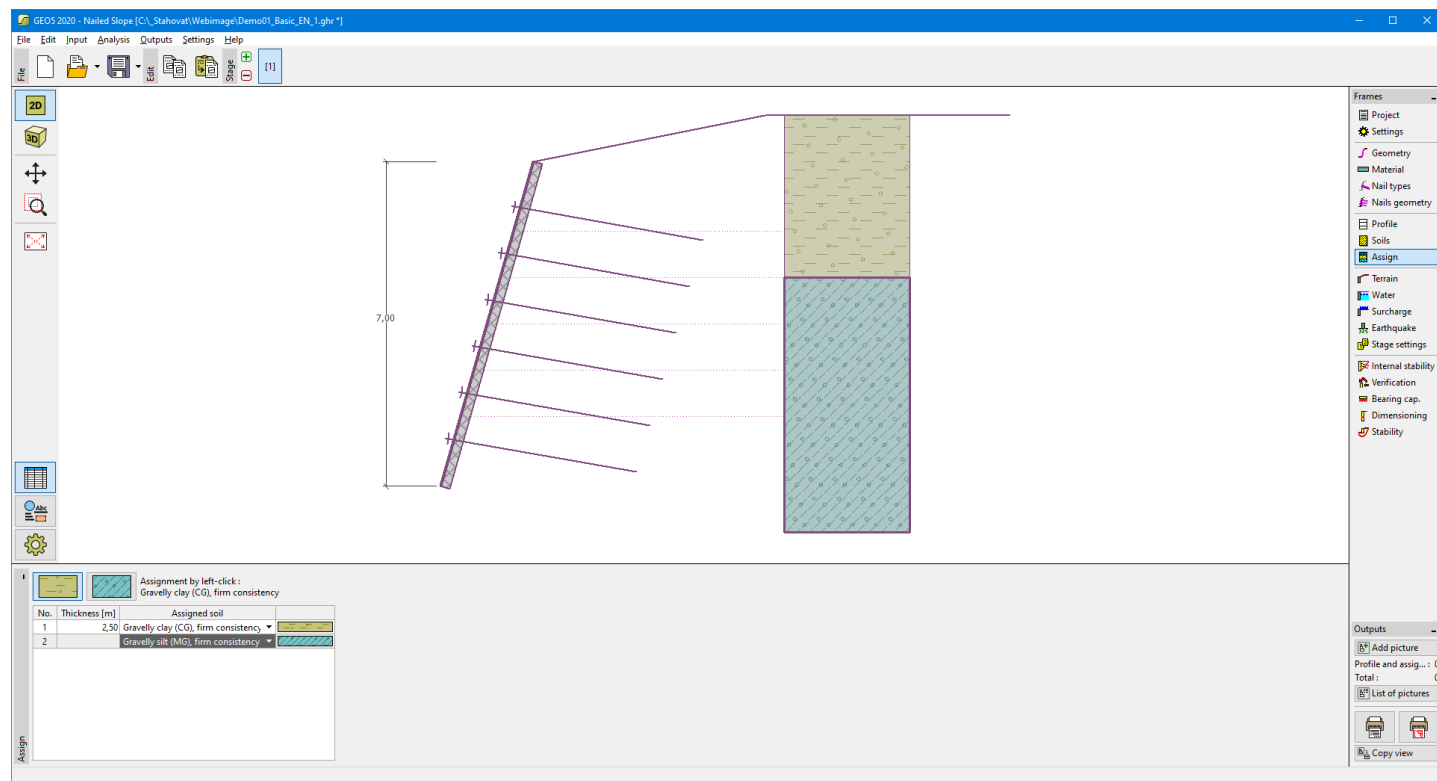 GEO5 2020 - Nailed Slope [C:\_Stahovat\Webimage\Demo01_Basic_EN_1.ghr *]
File Edit Input Analysis Outputs Settings Help
File
Edit
Stage
[1]
2D
3D
7,00
Abc
Frames
Project
Settings
Geometry
Material
Nail types
Nails geometry
Profile
Soils
Assign
Terrain
Water
Surcharge
Earthquake
Stage settings
Internal stability
Verification
Bearing cap.
Dimensioning
Stability
Assignment by left-click :
Gravelly clay (CG), firm consistency
No. Thickness [m] Assigned soil
1 2,50 Gravelly clay (CG), firm consistency
2 Gravelly silt (MG), firm consistency
Assign
Outputs
Add picture
Profile and assig... : 0
Total : 0
List of pictures
Copy view